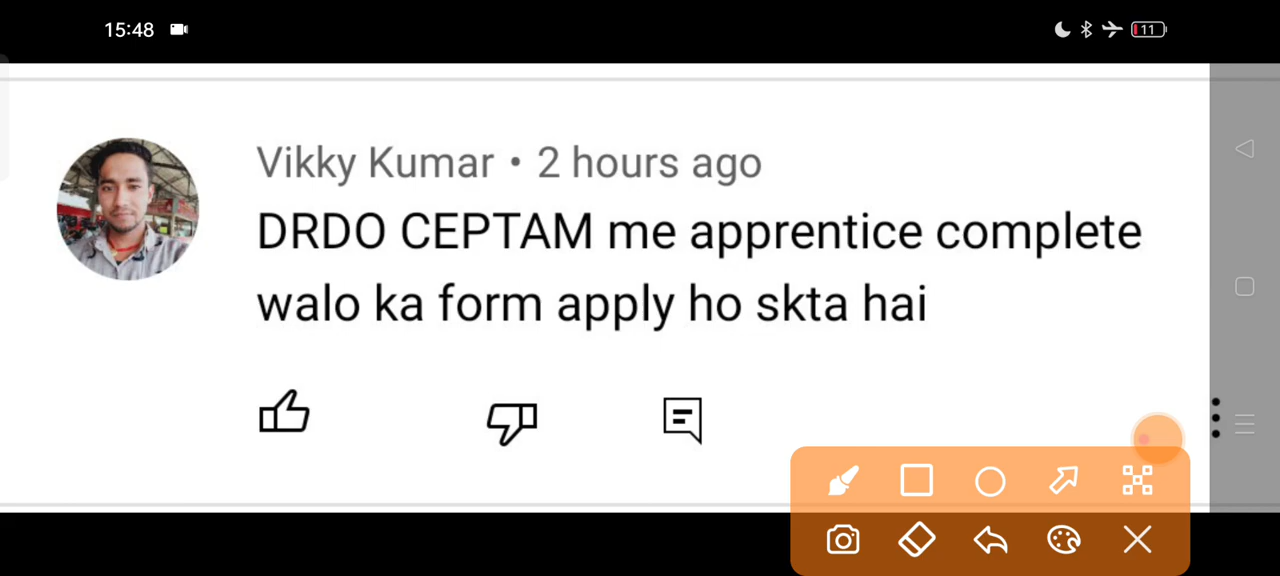 15:48
11
Vikky Kumar • 2 hours ago
DRDO CEPTAM me apprentice complete
walo ka form apply ho skta hai